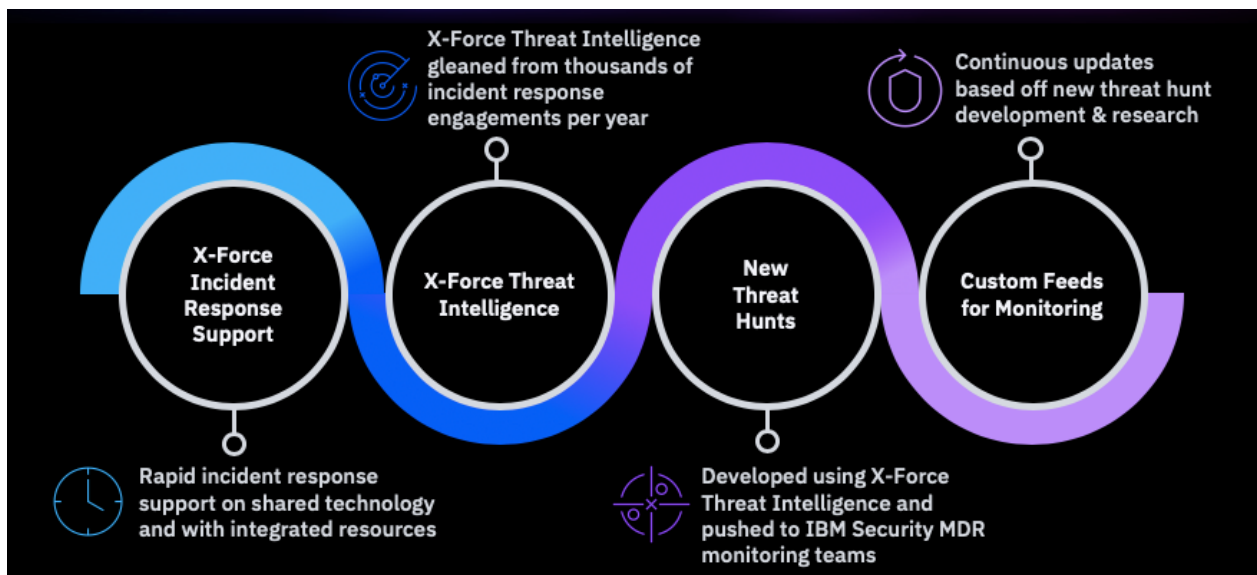 X-Force Threat Intelligence
gleaned from thousands of
incident response
engagements per year
Continuous updates
based off new threat hunt
development & research
X-Force
Incident
Response
Support
X-Force Threat
Intelligence
New
Threat
Hunts
Custom Feeds
for Monitoring
Rapid incident response
support on shared technology
and with integrated resources
Developed using X-Force
Threat Intelligence and
pushed to IBM Security MDR
monitoring teams